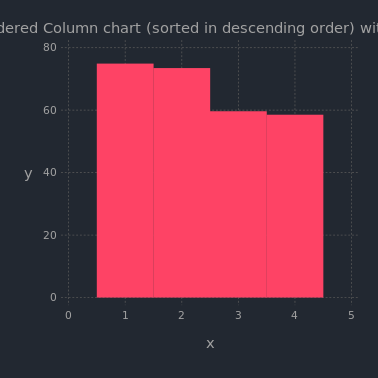 dered Column chart (sorted in descending order) wit
80
60
y
40
20
0
0 1 2 3 4 5
x